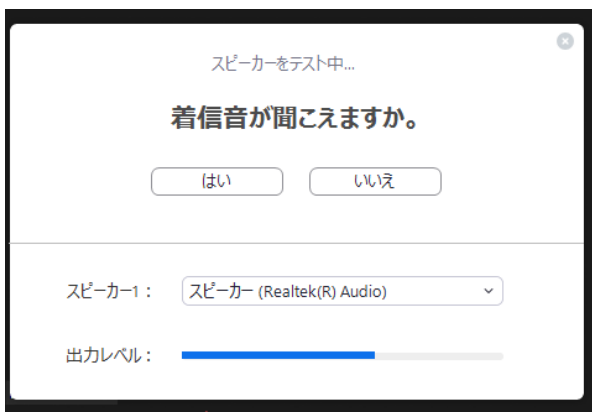 スピーカーをテスト中...
着信音が聞こえますか。
はい いいえ
スピーカー1： スピーカー (Realtek(R) Audio)
出力レベル：